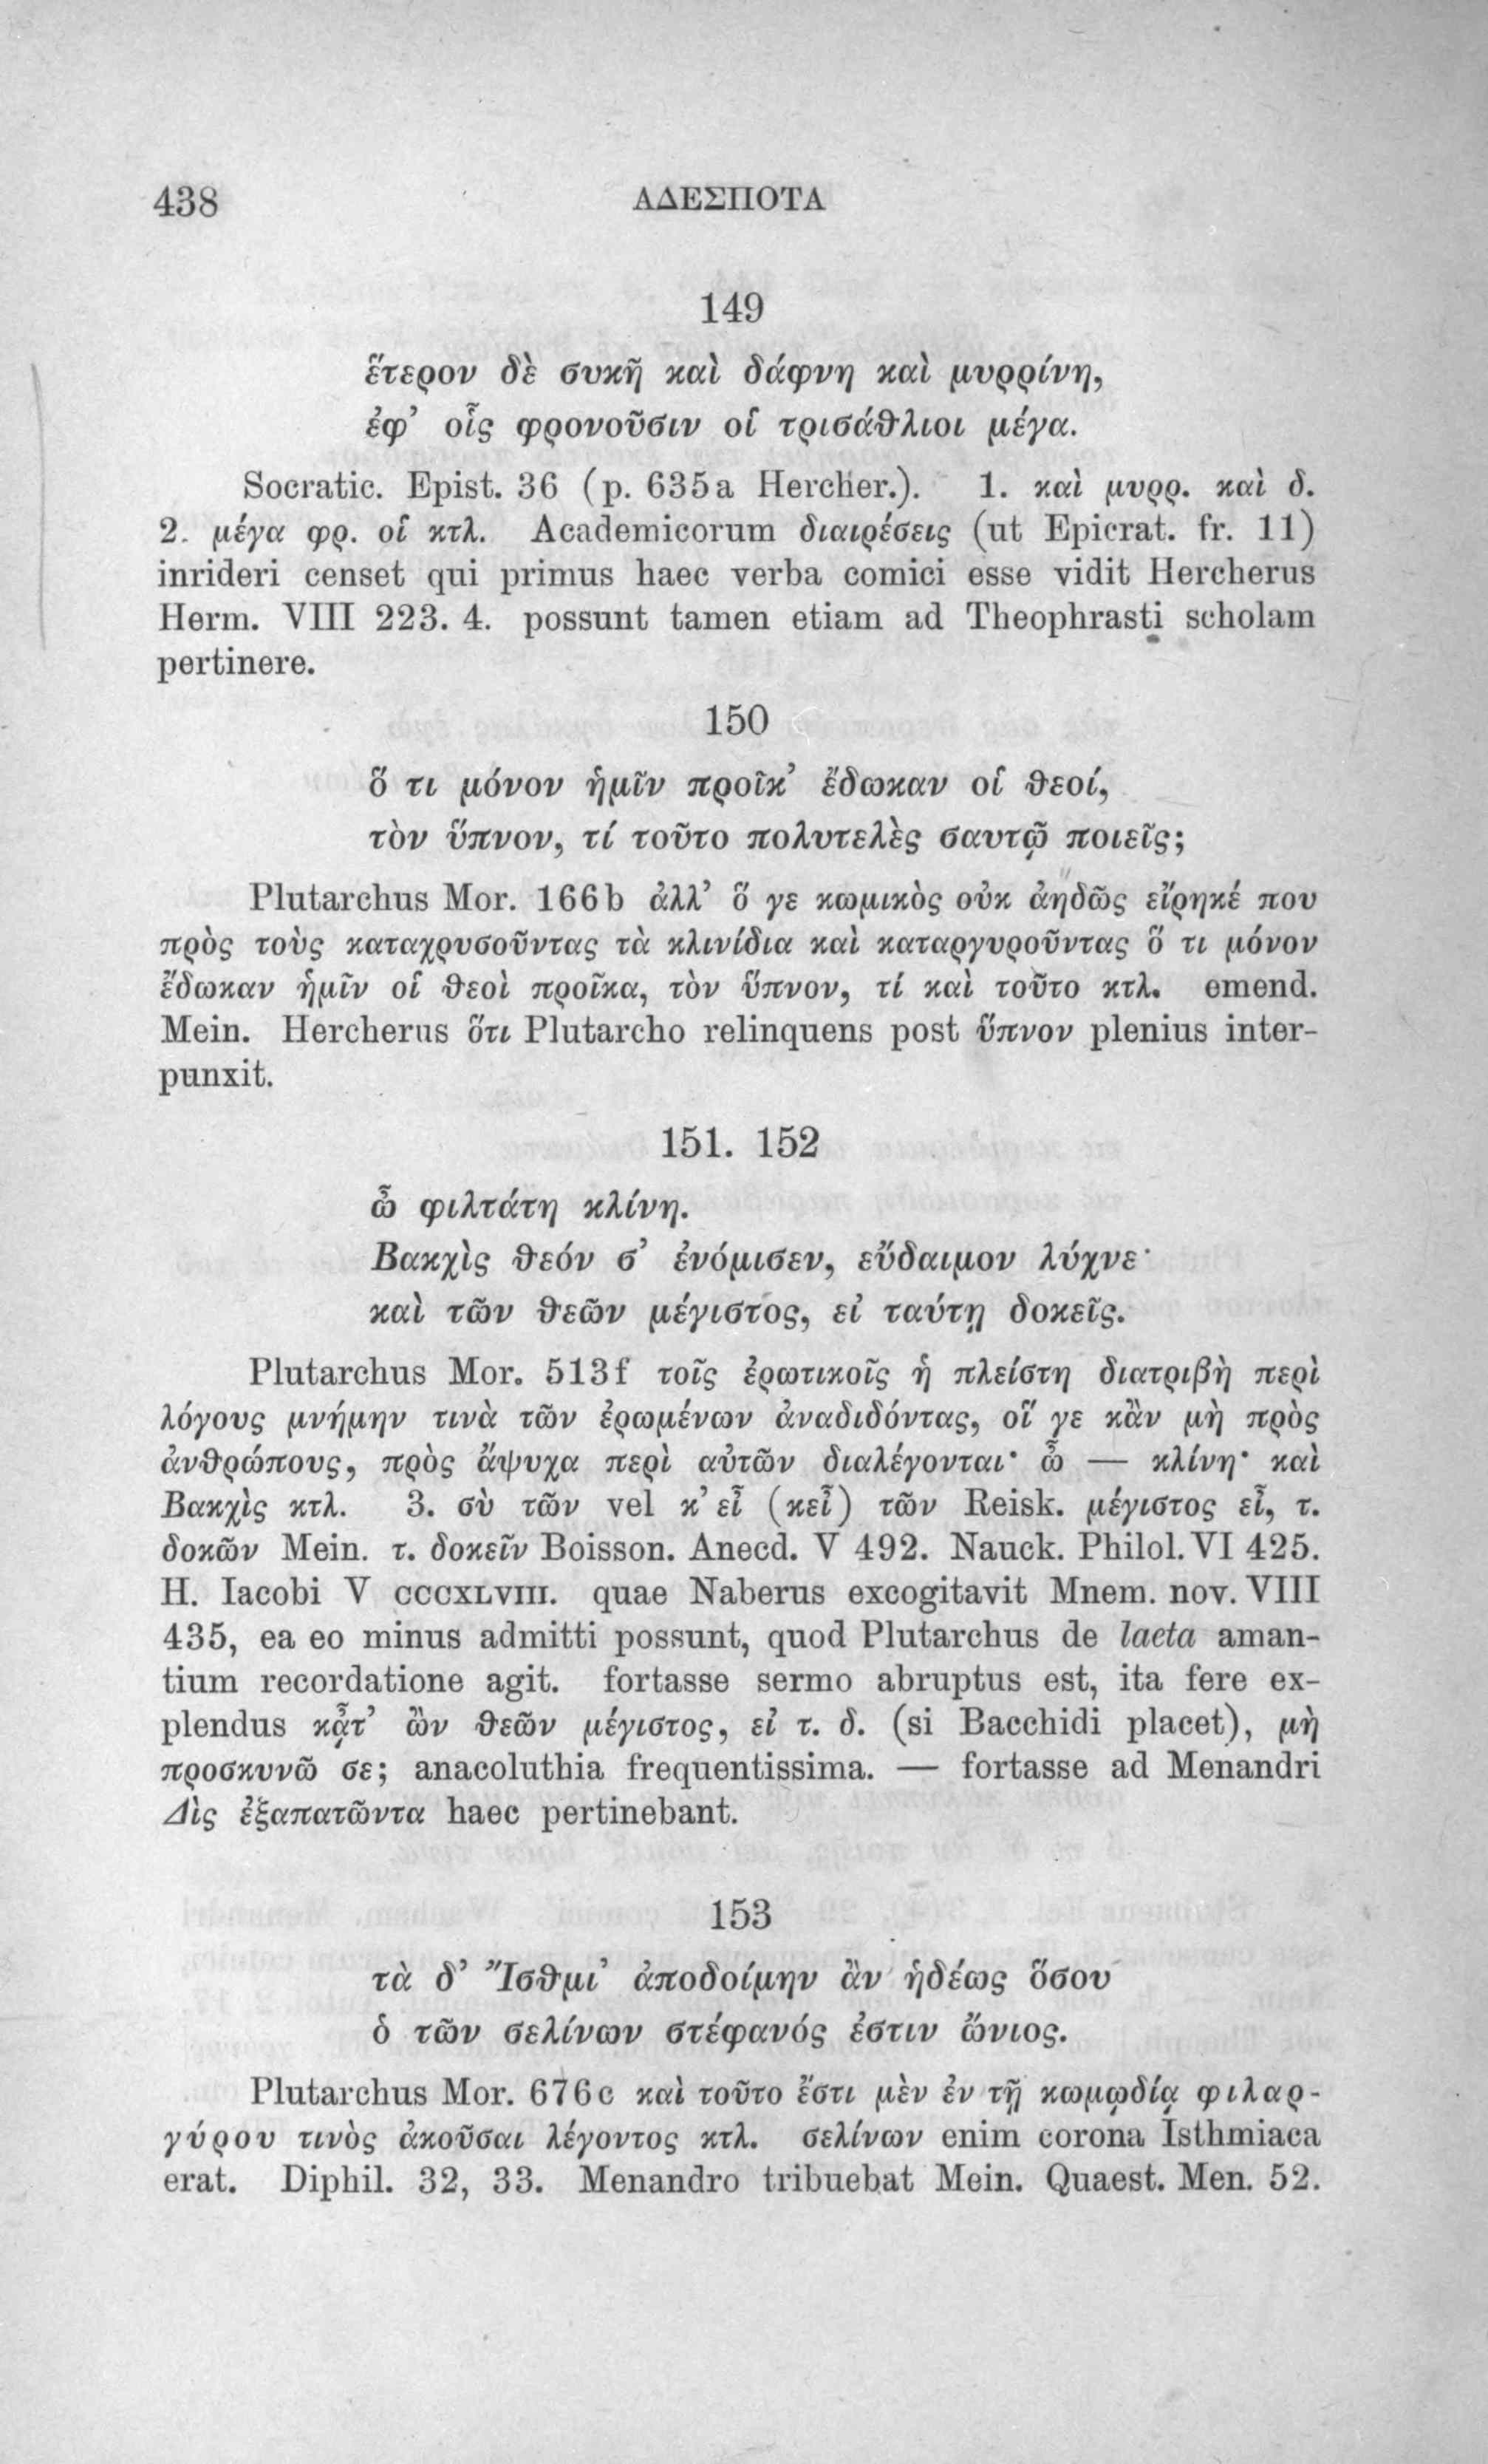 438 ΑΔΕΣΠΟΤΑ
149
ἕτερον δὲ συκῆ καὶ δάφνη καὶ μυρρίνη,
ἐφ’ οἷς φρονοῦσιν οἱ τρισάθλιοι μέγα.
Socratic. Epist. 36 (p. 635a Hercher.). 1. καὶ μυρρ. καὶ δ.
2. μέγα φρ. οἱ κτλ. Academicorum διαιρέσεις (ut Epicrat. fr. 11)
inrideri censet qui primus haec verba comici esse vidit Hercherus
Herm. VIII 223. 4. possunt tamen etiam ad Theophrasti scholam
pertinere.
150
ὅ τι μόνον ἡμῖν προῖκ’ ἔδωκαν οἱ θεοί,
τὸν ὕπνον, τί τοῦτο πολυτελὲς σαυτῷ ποιεῖς;
Plutarchus Mor. 166b ἀλλ’ ὅ γε κωμικὸς οὐκ ἀηδῶς εἴρηκέ που
πρὸς τοὺς καταχρυσοῦντας τὰ κλινίδια καὶ καταργυροῦντας ὅ τι μόνον
ἔδωκαν ἡμῖν οἱ θεοὶ προῖκα, τὸν ὕπνον, τί καὶ τοῦτο κτλ. emend.
Mein. Hercherus ὅτι Plutarcho relinquens post ὕπνον plenius inter-
punxit.
151. 152
ὦ φιλτάτη κλίνη.
Βακχὶς θεόν σ’ ἐνόμισεν, εὔδαιμον λύχνε·
καὶ τῶν θεῶν μέγιστος, εἰ ταύτῃ δοκεῖς.
Plutarchus Mor. 513f τοῖς ἐρωτικοῖς ἡ πλείστη διατριβὴ περὶ
λόγους μνήμην τινὰ τῶν ἐρωμένων ἀναδιδόντας, οἵ γε κἂν μὴ πρὸς
ἀνθρώπους, πρὸς ἄψυχα περὶ αὐτῶν διαλέγονται· ὦ — κλίνη· καὶ
Βακχὶς κτλ. 3. σὺ τῶν vel κ’ εἶ (κεἶ) τῶν Reisk. μέγιστος εἶ, τ.
δοκῶν Mein. τ. δοκεῖν Boisson. Anecd. V 492. Nauck. Philol. VI 425.
H. Iacobi V CCCXLVIII. quae Naberus excogitavit Mnem. nov. VIII
435, ea eo minus admitti possunt, quod Plutarchus de laeta aman-
tium recordatione agit. fortasse sermo abruptus est, ita fere ex-
plendus κᾆτ’ ὢν θεῶν μέγιστος, εἰ τ. δ. (si Bacchidi placet), μὴ
προσκυνῶ σε; anacoluthia frequentissima. — fortasse ad Menandri
Δὶς ἐξαπατῶντα haec pertinebant.
153
τὰ δ’ Ἴσθμι’ ἀποδοίμην ἂν ἡδέως ὅσου
ὁ τῶν σελίνων στέφανός ἐστιν ὤνιος.
Plutarchus Mor. 676c καὶ τοῦτο ἔστι μὲν ἐν τῇ κωμῳδίᾳ φιλαρ-
γύρου τινὸς ἀκοῦσαι λέγοντος κτλ. σελίνων enim corona Isthmiaca
erat. Diphil. 32, 33. Menandro tribuebat Mein. Quaest. Men. 52.